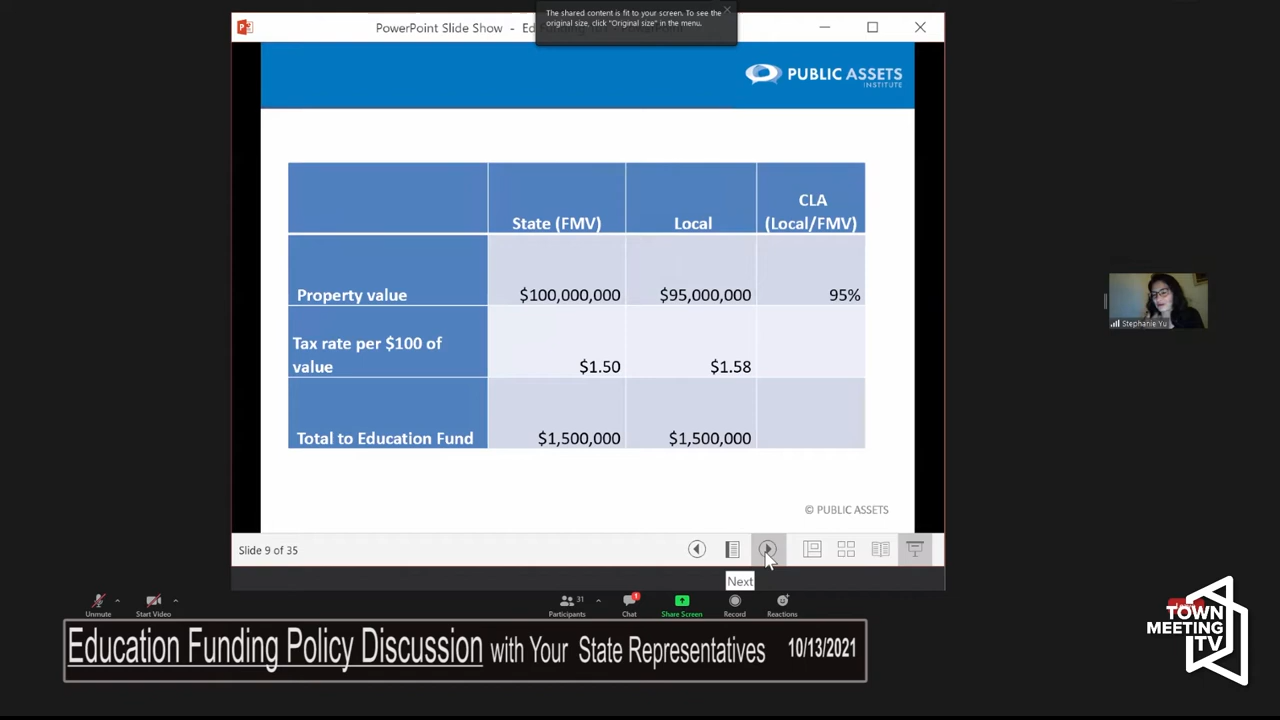 The shared content is fit to your screen. To see the
original size, click "Original size" in the menu.
PowerPoint Slide Show - Ed
PUBLIC ASSETS
INSTITUTE
State (FMV)
Local
CLA
(Local/FMV)
Property value
$100,000,000
$95,000,000
95%
Tax rate per $100 of
value
$1.50
$1.58
Total to Education Fund
$1,500,000
$1,500,000
© PUBLIC ASSETS
Slide 9 of 35
Next
Stephanie Yu
Unmute
Start Video
31
Participants
1
Chat
Share Screen
Record
Reactions
Education Funding Policy Discussion with Your State Representatives 10/13/2021
TOWN
MEETING
TV